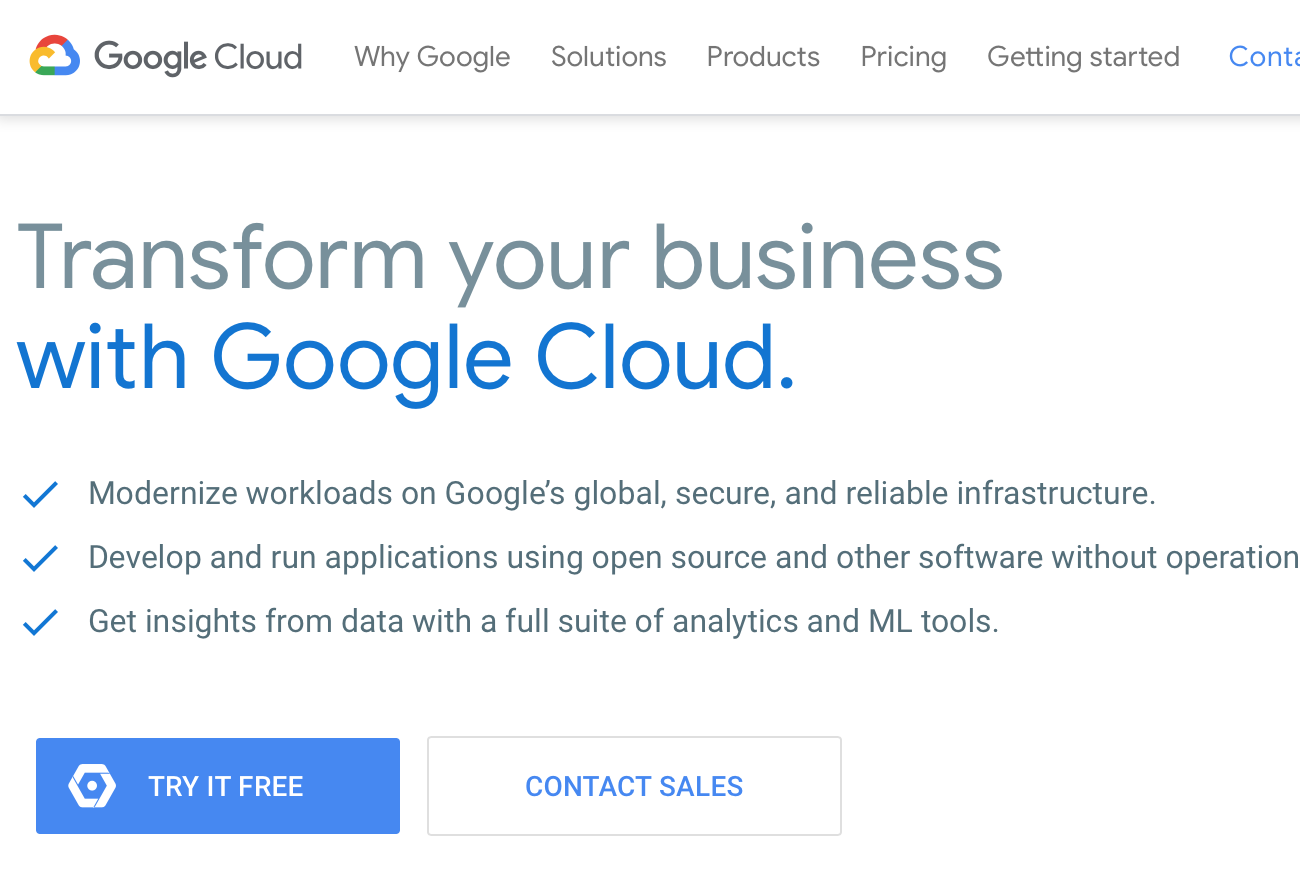 Google Cloud Why Google Solutions Products Pricing Getting started
Transform your business
with Google Cloud.
Modernize workloads on Google’s global, secure, and reliable infrastructure.
Develop and run applications using open source and other software without operation
Get insights from data with a full suite of analytics and ML tools.
TRY IT FREE CONTACT SALES